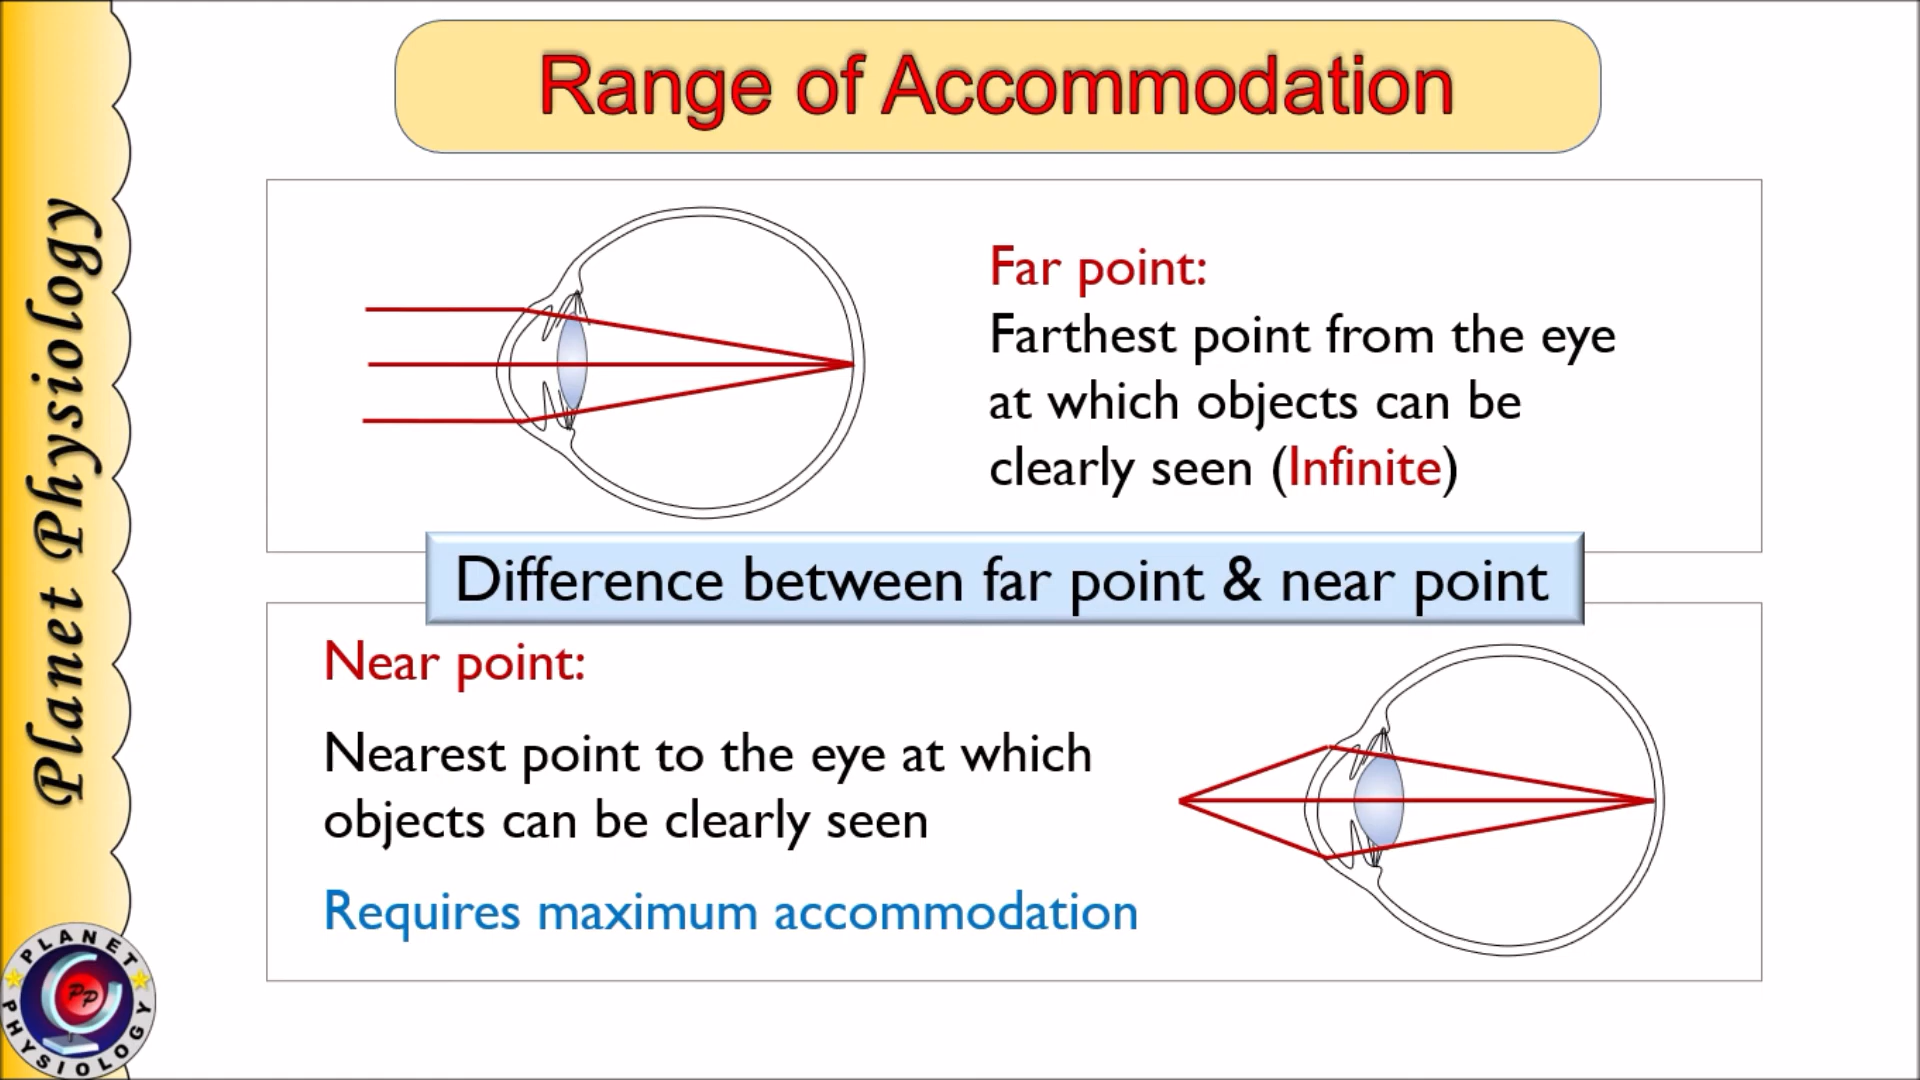 Range of Accommodation
Planet Physiology
Far point:
Farthest point from the eye
at which objects can be
clearly seen (Infinite)
Difference between far point & near point
Near point:
Nearest point to the eye at which
objects can be clearly seen
Requires maximum accommodation
PLANET
PP
PHYSIOLOGY